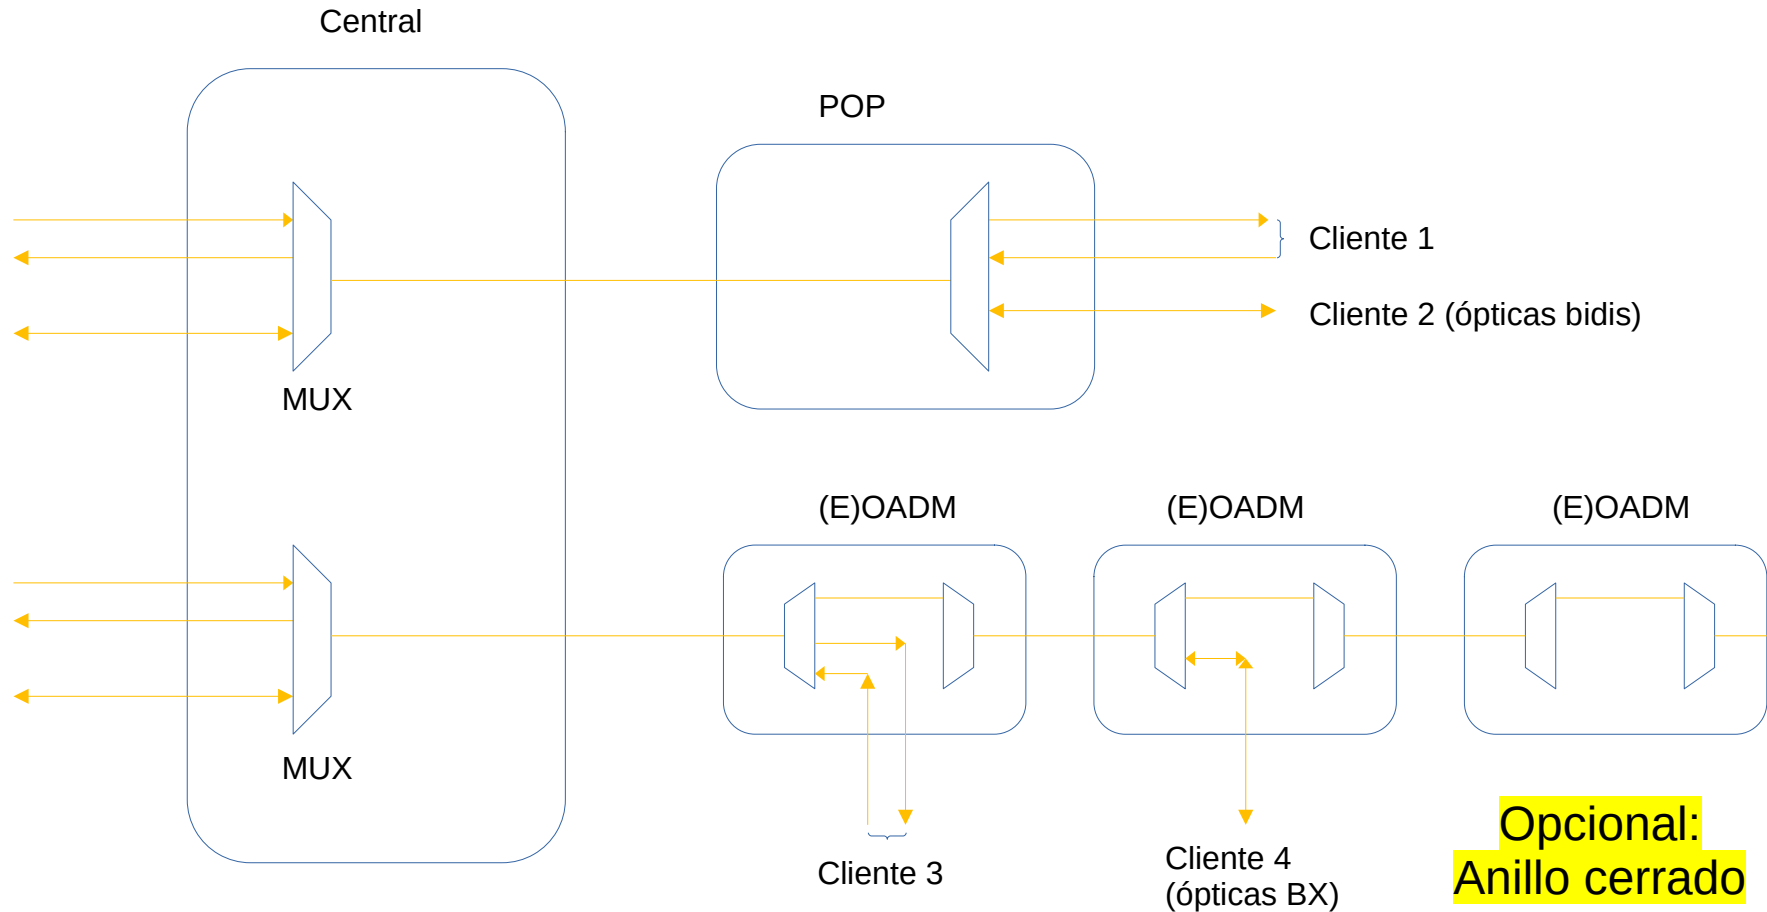 Central
POP
Cliente 1
Cliente 2 (ópticas bidis)
MUX
(E)OADM
(E)OADM
(E)OADM
MUX
Cliente 3
Cliente 4
(ópticas BX)
Opcional:
Anillo cerrado